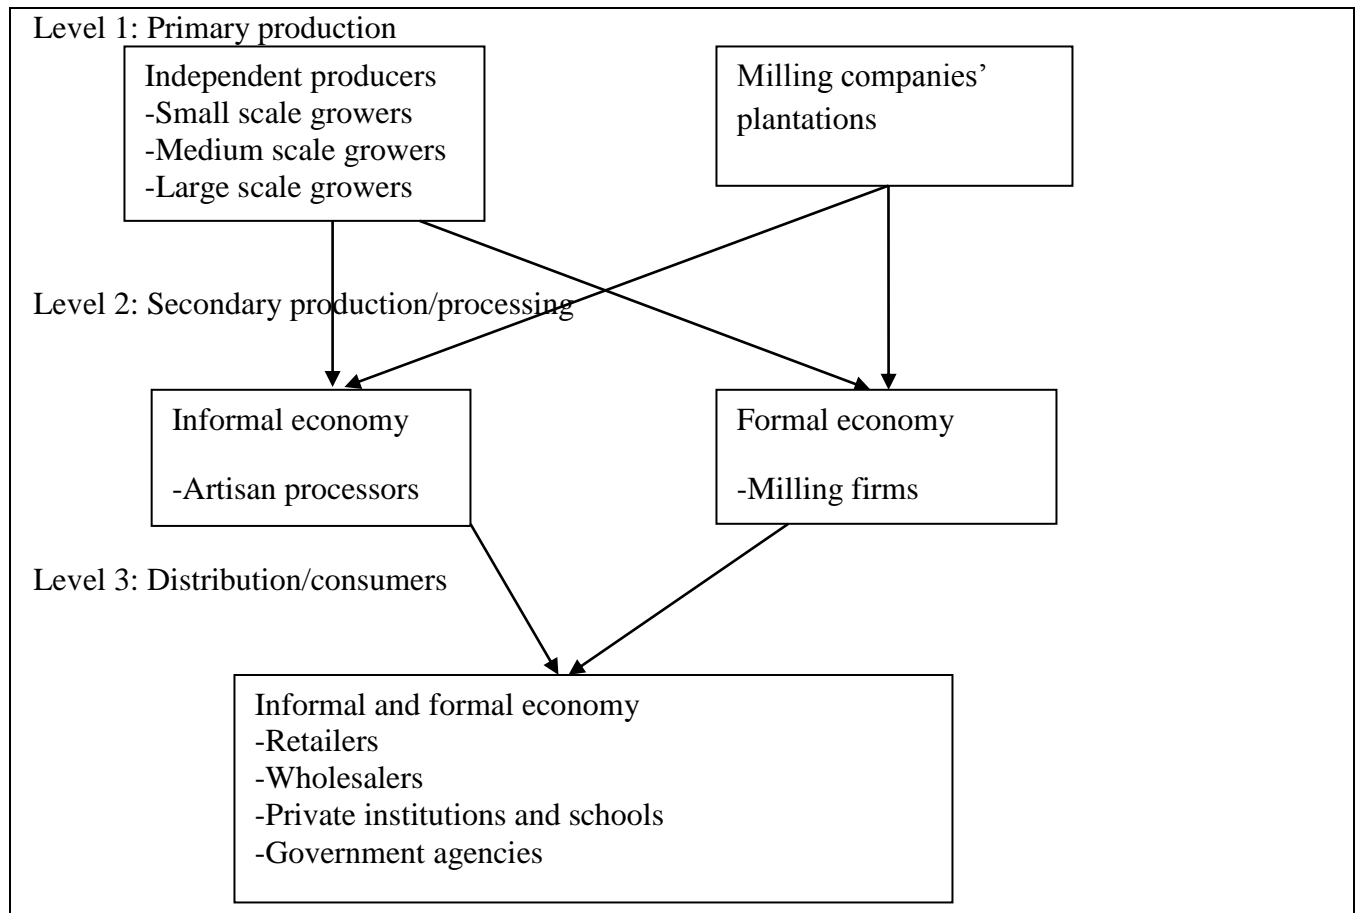 Level 1: Primary production
Independent producers
-Small scale growers
-Medium scale growers
-Large scale growers
Milling companies’
plantations
Level 2: Secondary production/processing
Informal economy
-Artisan processors
Formal economy
-Milling firms
Level 3: Distribution/consumers
Informal and formal economy
-Retailers
-Wholesalers
-Private institutions and schools
-Government agencies